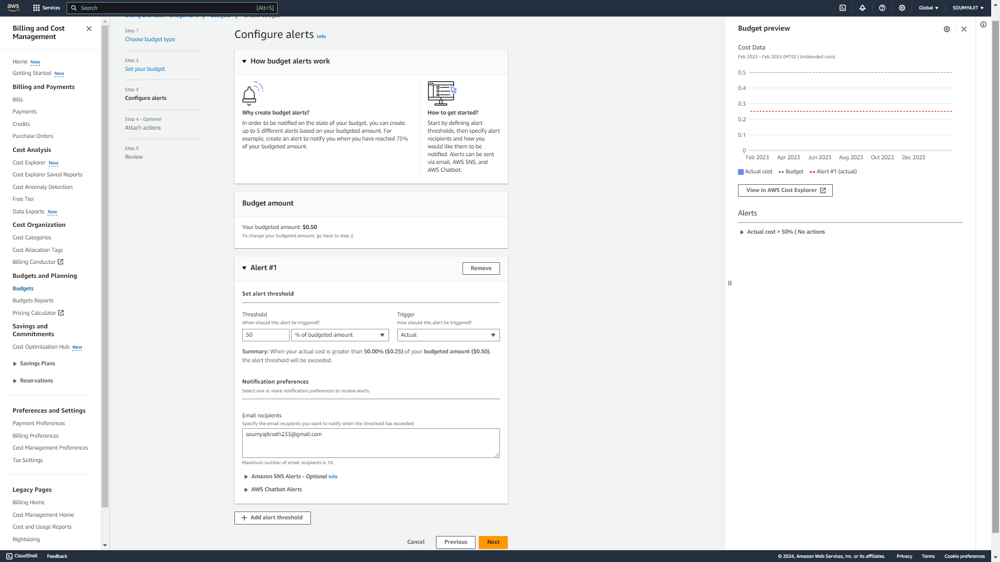 aws
Services
Search
[Alt+S]
Global
SOUMYAJIT
Billing and Cost
Management
Home New
Getting Started New
Billing and Payments
Bills
Payments
Credits
Purchase Orders
Cost Analysis
Cost Explorer New
Cost Explorer Saved Reports
Cost Anomaly Detection
Free Tier
Data Exports New
Cost Organization
Cost Categories
Cost Allocation Tags
Billing Conductor
Budgets and Planning
Budgets
Budgets Reports
Pricing Calculator
Savings and
Commitments
Cost Optimization Hub New
Savings Plans
Reservations
Preferences and Settings
Payment Preferences
Billing Preferences
Cost Management Preferences
Tax Settings
Legacy Pages
Billing Home
Cost Management Home
Cost and Usage Reports
Rightsizing
Step 1
Choose budget type
Step 2
Set your budget
Step 3
Configure alerts
Step 4 - Optional
Attach actions
Step 5
Review
Configure alerts Info
How budget alerts work
Why create budget alerts?
In order to be notified on the state of your budget, you can create
up to 5 different alerts based on your budgeted amount. For
example, create an alert to notify you when you have reached 75%
of your budgeted amount.
How to get started?
Start by defining alert
thresholds, then specify alert
recipients and how you
would like them to be
notified. Alerts can be sent
via email, AWS SNS, and
AWS Chatbot.
Budget amount
Your budgeted amount: $0.50
To change your budgeted amount, go back to step 2.
Alert #1
Remove
Set alert threshold
Threshold
When should this alert be triggered?
50
% of budgeted amount
Trigger
How should this alert be triggered?
Actual
Summary: When your actual cost is greater than 50.00% ($0.25) of your budgeted amount ($0.50),
the alert threshold will be exceeded.
Notification preferences
Select one or more notification preferences to receive alerts.
Email recipients
Specify the email recipients you want to notify when the threshold has exceeded.
soumyajitnath233@gmail.com
Maximum number of email recipients is 10.
Amazon SNS Alerts - Optional Info
AWS Chatbot Alerts
Add alert threshold
Cancel
Previous
Next
Budget preview
Cost Data
Feb 2023 - Feb 2024 (MTD) | Unblended costs
0.5
0.4
0.3
0.2
0.1
0
Feb 2023 Apr 2023 Jun 2023 Aug 2023 Oct 2023 Dec 2023
Actual cost Budget Alert #1 (actual)
View in AWS Cost Explorer
Alerts
Actual cost > 50% | No actions
CloudShell
Feedback
© 2024, Amazon Web Services, Inc. or its affiliates.
Privacy
Terms
Cookie preferences